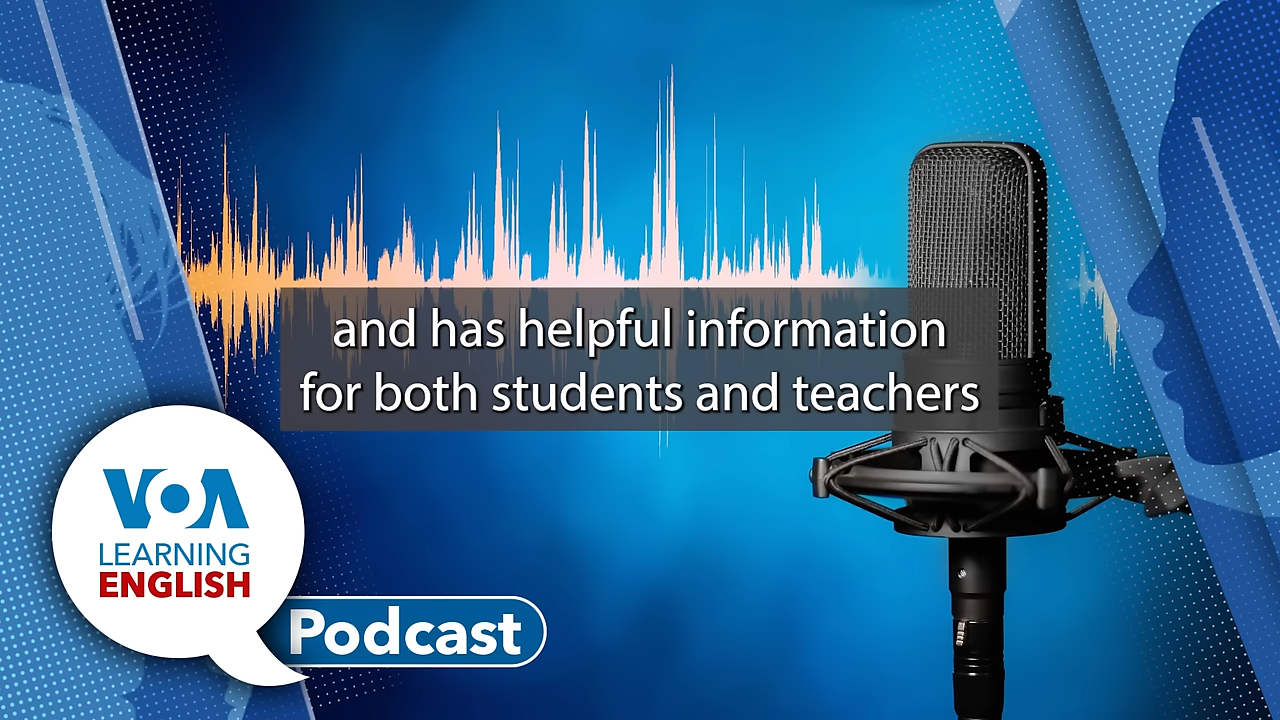 and has helpful information
for both students and teachers
VOA
LEARNING
ENGLISH
Podcast